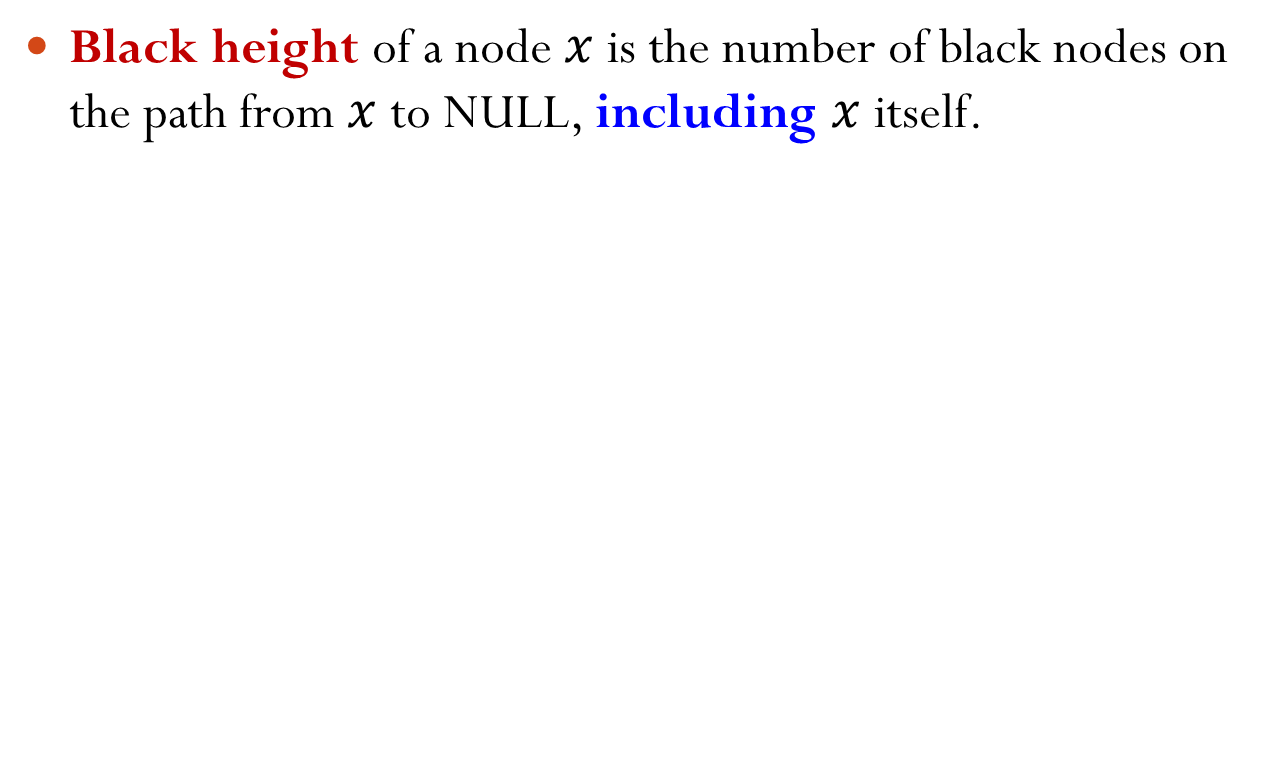 • Black height of a node 𝑥 is the number of black nodes on
the path from 𝑥 to NULL, including 𝑥 itself.